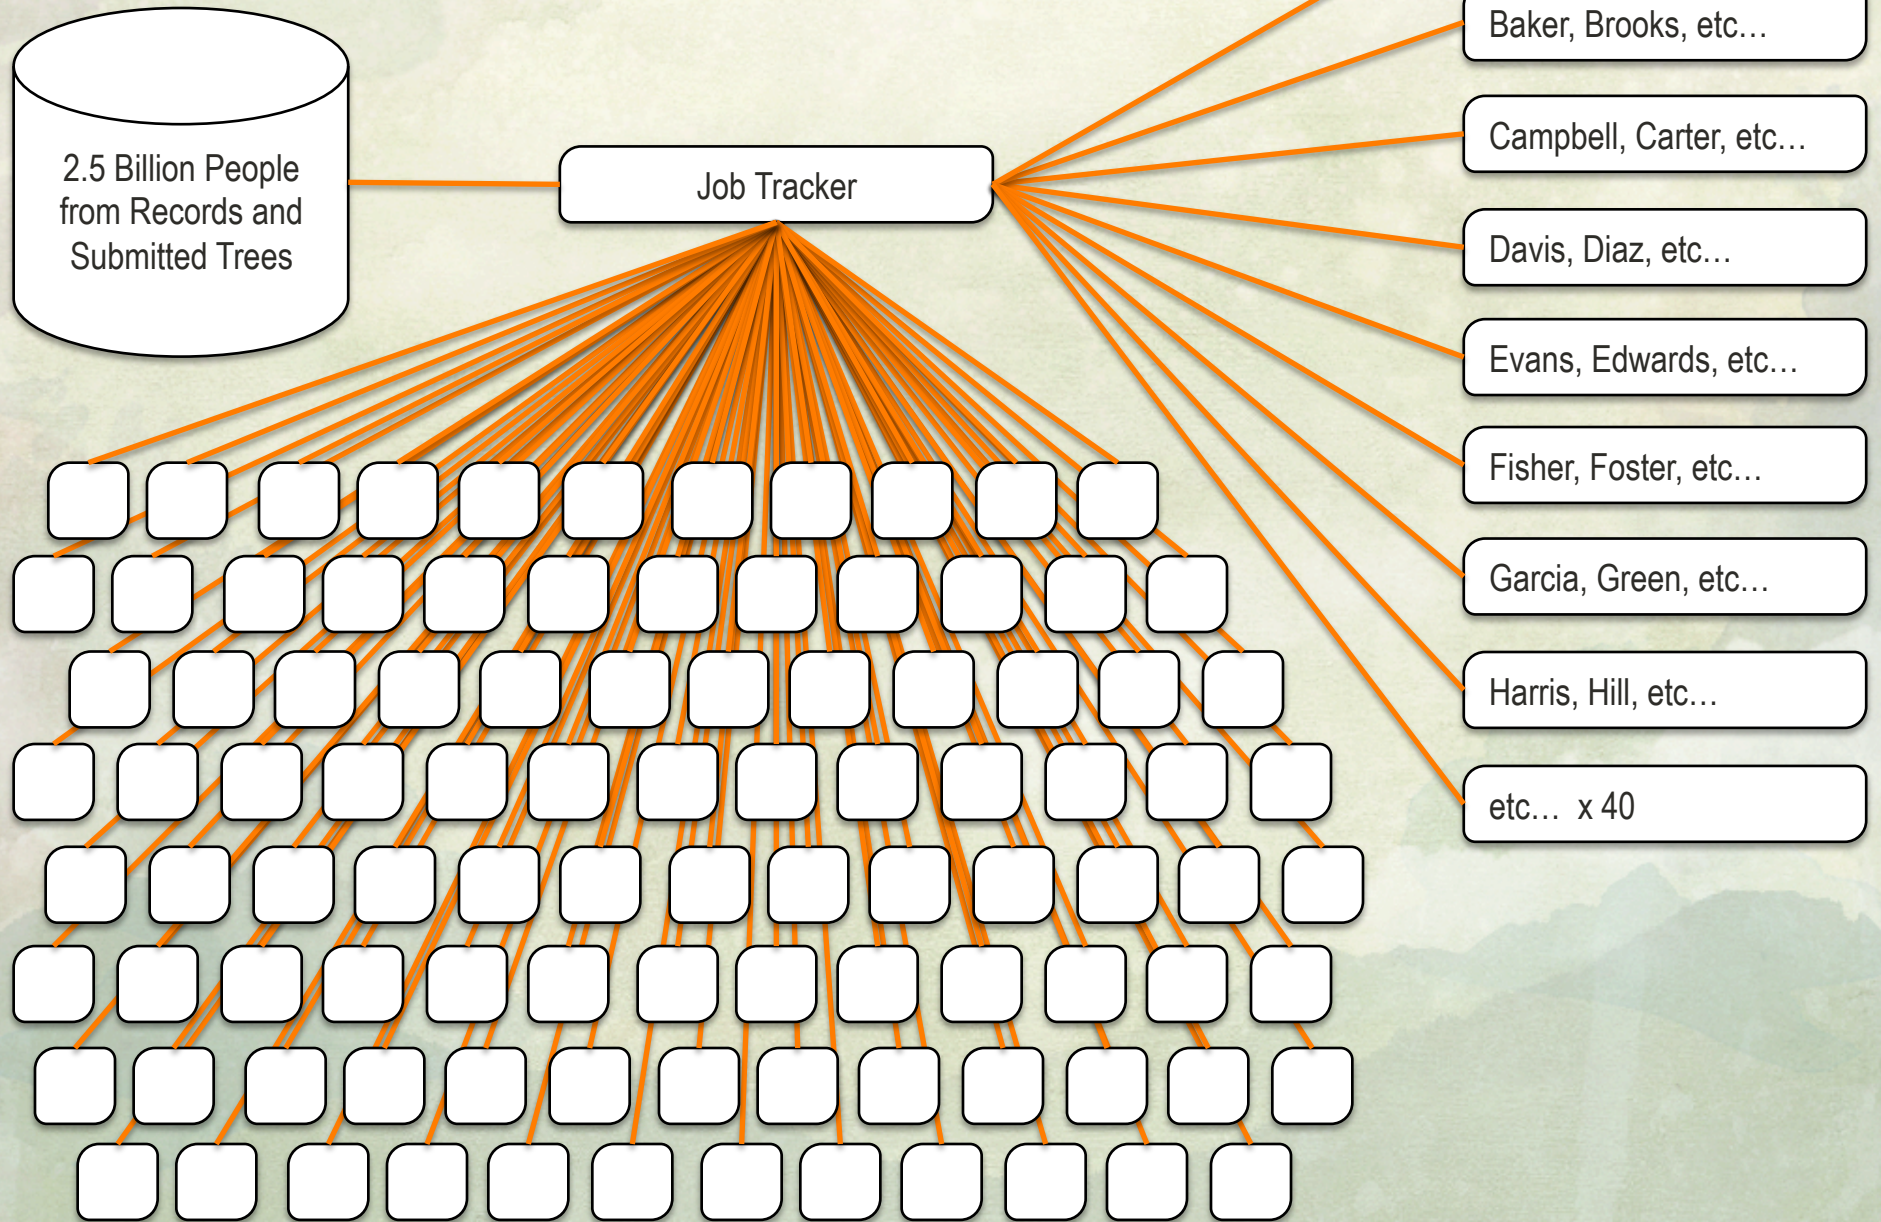 2.5 Billion People
from Records and
Submitted Trees
Job Tracker
Baker, Brooks, etc…
Campbell, Carter, etc…
Davis, Diaz, etc…
Evans, Edwards, etc…
Fisher, Foster, etc…
Garcia, Green, etc…
Harris, Hill, etc…
etc… x 40